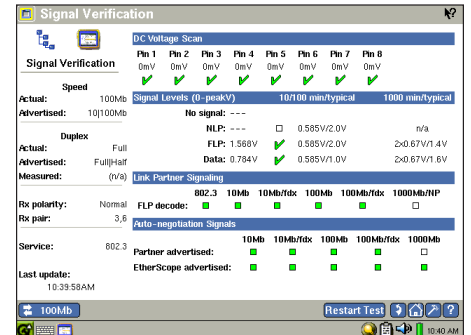 Signal Verification
Signal Verification
Speed
Actual: 100Mb
Advertised: 10|100Mb
Duplex
Actual: Full
Advertised: Full|Half
Measured: (n/a)
Rx polarity: Normal
Rx pair: 3,6
Service: 802.3
Last update:
10:39:58AM
DC Voltage Scan
Pin 1 Pin 2 Pin 3 Pin 4 Pin 5 Pin 6 Pin 7 Pin 8
0mV 0mV 0mV 0mV 0mV 0mV 0mV 0mV
Signal Levels (0-peakV) 10/100 min/typical 1000 min/typical
No signal: ---
NLP: --- 0.585V/2.0V n/a
FLP: 1.568V 0.585V/2.0V 2x0.67V/1.4V
Data: 0.784V 0.585V/1.0V 2x0.67V/1.6V
Link Partner Signaling
802.3 10Mb 10Mb/fdx 100Mb 100Mb/fdx 1000Mb/NP
FLP decode:
Auto-negotiation Signals
10Mb 10Mb/fdx 100Mb 100Mb/fdx 1000Mb
Partner advertised:
EtherScope advertised:
100Mb Restart Test ?
10:40 AM